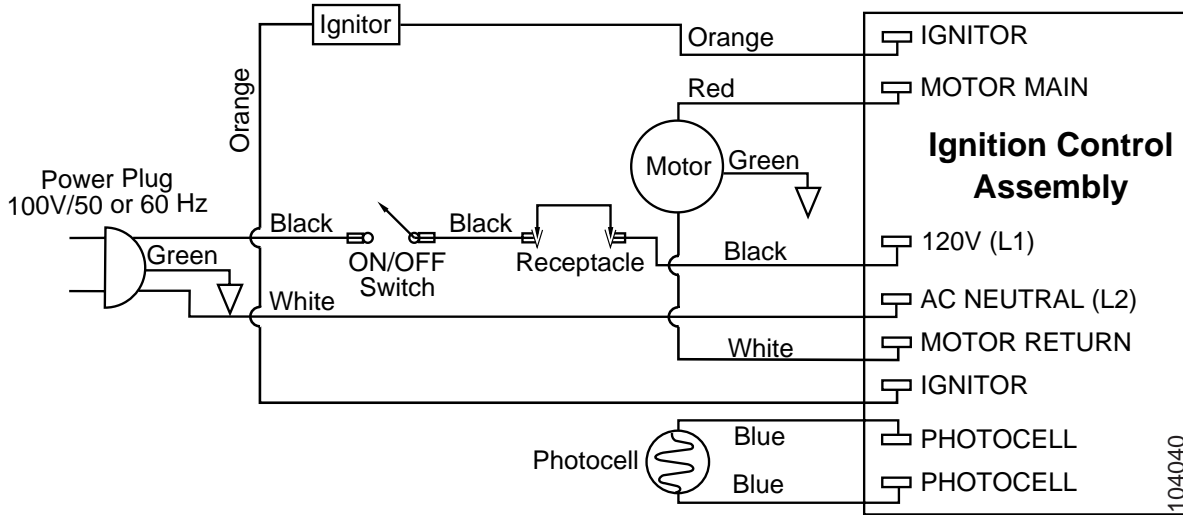 Ignitor
Orange
IGNITOR
Orange
Red
MOTOR MAIN
Ignition Control
Assembly
Motor
Green
Power Plug
100V/50 or 60 Hz
Black
Black
Green
ON/OFF
Switch
Receptacle
Black
120V (L1)
White
AC NEUTRAL (L2)
White
MOTOR RETURN
IGNITOR
Photocell
Blue
PHOTOCELL
Blue
PHOTOCELL
104040